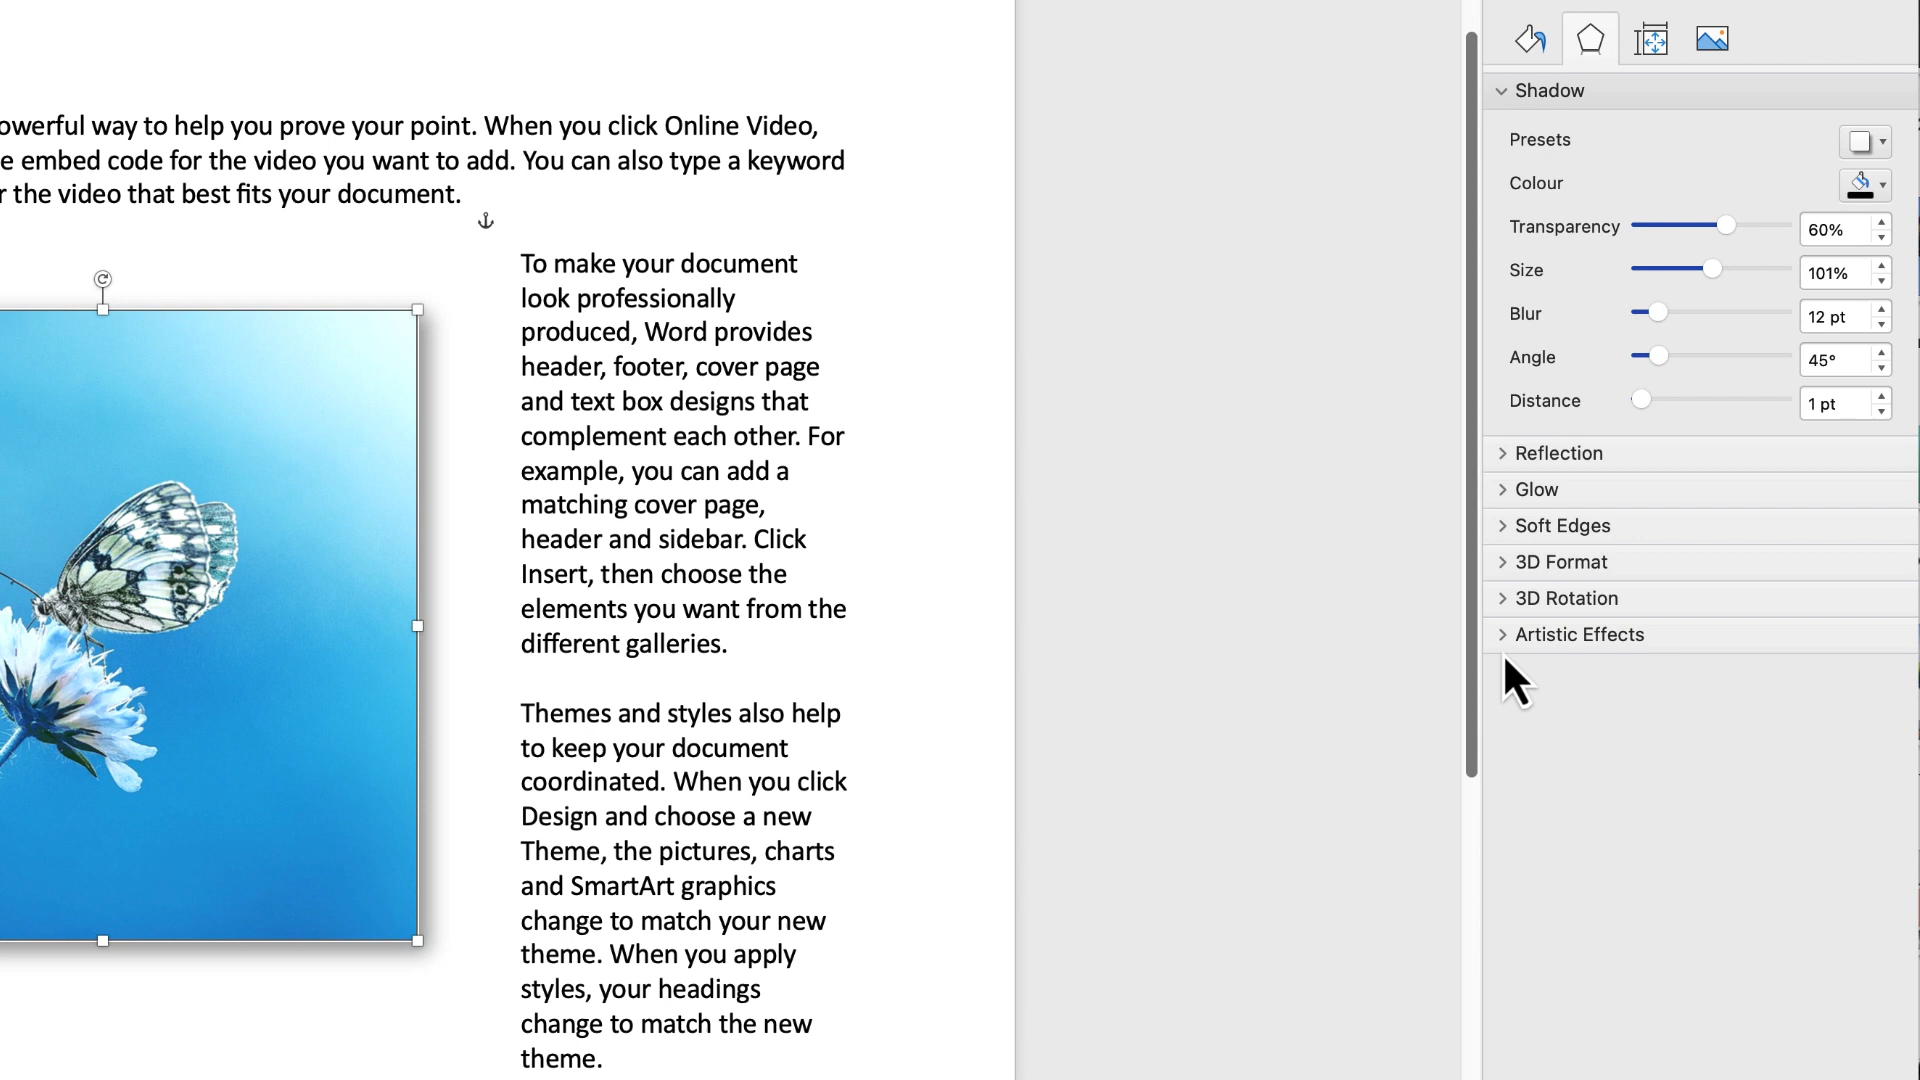 owerful way to help you prove your point. When you click Online Video,
e embed code for the video you want to add. You can also type a keyword
r the video that best fits your document.
To make your document
look professionally
produced, Word provides
header, footer, cover page
and text box designs that
complement each other. For
example, you can add a
matching cover page,
header and sidebar. Click
Insert, then choose the
elements you want from the
different galleries.
Themes and styles also help
to keep your document
coordinated. When you click
Design and choose a new
Theme, the pictures, charts
and SmartArt graphics
change to match your new
theme. When you apply
styles, your headings
change to match the new
theme.
Shadow
Presets
Colour
Transparency 60%
Size 101%
Blur 12 pt
Angle 45°
Distance 1 pt
Reflection
Glow
Soft Edges
3D Format
3D Rotation
Artistic Effects